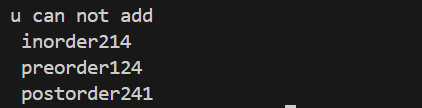 u can not add
inorder214
preorder124
postorder241